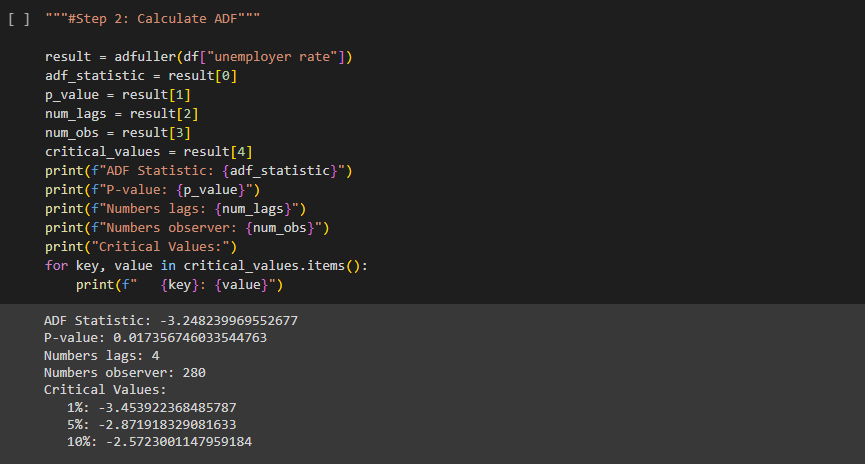 [ ] """#Step 2: Calculate ADF"""
result = adfuller(df["unemployer rate"])
adf_statistic = result[0]
p_value = result[1]
num_lags = result[2]
num_obs = result[3]
critical_values = result[4]
print(f"ADF Statistic: {adf_statistic}")
print(f"P-value: {p_value}")
print(f"Numbers lags: {num_lags}")
print(f"Numbers observer: {num_obs}")
print("Critical Values:")
for key, value in critical_values.items():
    print(f"   {key}: {value}")
ADF Statistic: -3.248239969552677
P-value: 0.017356746033544763
Numbers lags: 4
Numbers observer: 280
Critical Values:
   1%: -3.453922368485787
   5%: -2.871918329081633
   10%: -2.5723001147959184